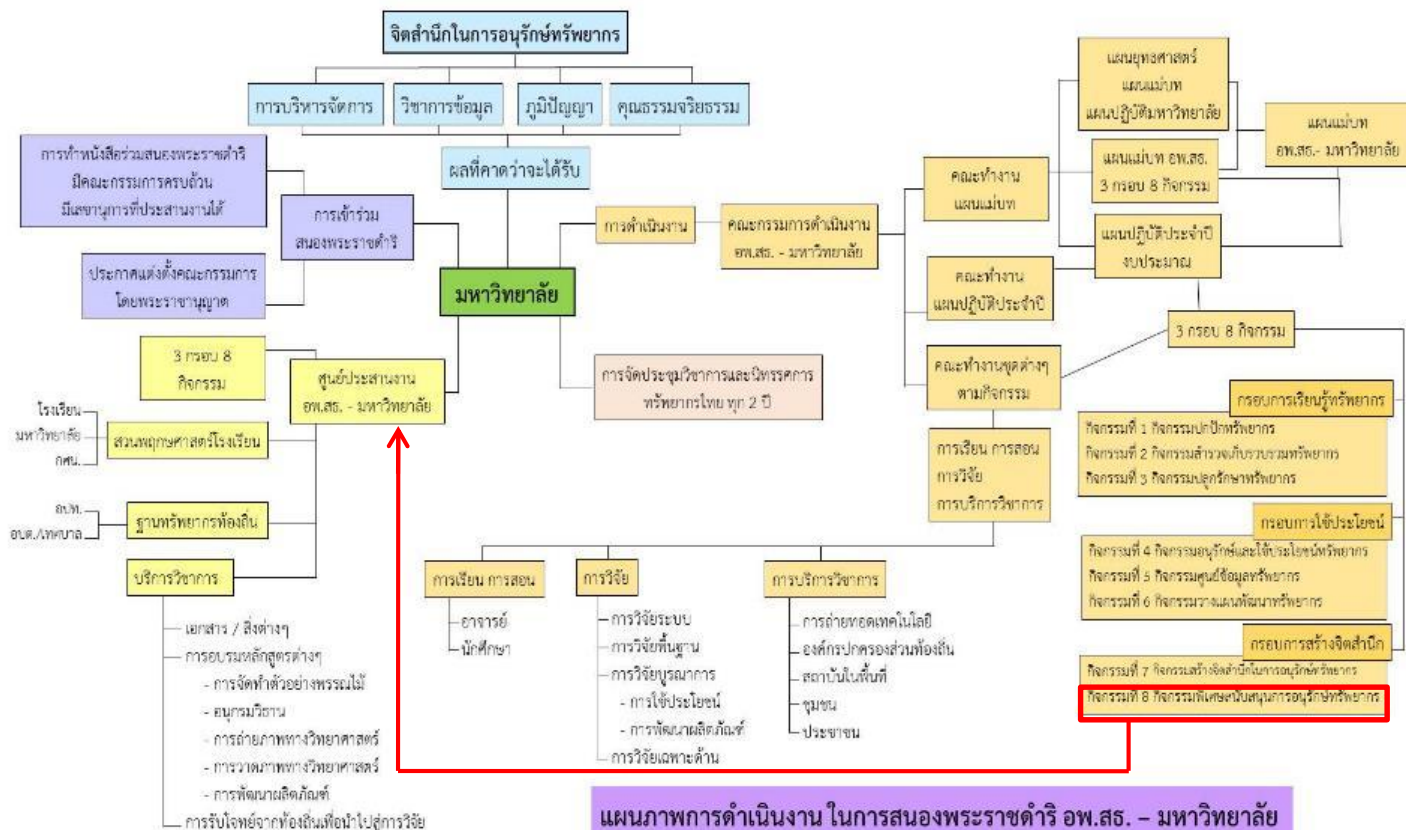 จิตสำนึกในการอนุรักษ์ทรัพยากร
การบริหารจัดการ
วิชาการข้อมูล
ภูมิปัญญา
คุณธรรมจริยธรรม
ผลที่คาดว่าจะได้รับ
การทำหนังสือร่วมสนองพระราชดำริ
มีคณะกรรมการครบถ้วน
มีเลขานุการที่ประสานงานได้
การเข้าร่วม
สนองพระราชดำริ
ประกาศแต่งตั้งคณะกรรมการ
โดยพระราชานุญาต
มหาวิทยาลัย
การดำเนินงาน
คณะกรรมการดำเนินงาน
อพ.สธ. - มหาวิทยาลัย
คณะทำงาน
แผนแม่บท
แผนยุทธศาสตร์
แผนแม่บท
แผนปฏิบัติมหาวิทยาลัย
แผนแม่บท อพ.สธ.
3 กรอบ 8 กิจกรรม
แผนแม่บท
อพ.สธ.- มหาวิทยาลัย
คณะทำงาน
แผนปฏิบัติประจำปี
แผนปฏิบัติประจำปี
งบประมาณ
3 กรอบ 8 กิจกรรม
คณะทำงานชุดต่างๆ
ตามกิจกรรม
การจัดประชุมวิชาการและนิทรรศการ
ทรัพยากรไทย ทุก 2 ปี
3 กรอบ 8
กิจกรรม
ศูนย์ประสานงาน
อพ.สธ. - มหาวิทยาลัย
โรงเรียน
มหาวิทยาลัย
กศน.
สวนพฤกษศาสตร์โรงเรียน
อปท.
อบต./เทศบาล
ฐานทรัพยากรท้องถิ่น
บริการวิชาการ
เอกสาร / สิ่งต่างๆ
การอบรมหลักสูตรต่างๆ
- การจัดทำตัวอย่างพรรณไม้
- อนุกรมวิธาน
- การถ่ายภาพทางวิทยาศาสตร์
- การวาดภาพทางวิทยาศาสตร์
- การพัฒนาผลิตภัณฑ์
การรับโจทย์จากท้องถิ่นเพื่อนำไปสู่การวิจัย
การเรียน การสอน
การวิจัย
การบริการวิชาการ
การเรียน การสอน
อาจารย์
นักศึกษา
การวิจัย
การวิจัยระบบ
การวิจัยพื้นฐาน
การวิจัยบูรณาการ
- การใช้ประโยชน์
- การพัฒนาผลิตภัณฑ์
การวิจัยเฉพาะด้าน
การบริการวิชาการ
การถ่ายทอดเทคโนโลยี
องค์กรปกครองส่วนท้องถิ่น
สถาบันในพื้นที่
ชุมชน
ประชาชน
กรอบการเรียนรู้ทรัพยากร
กิจกรรมที่ 1 กิจกรรมปกปักทรัพยากร
กิจกรรมที่ 2 กิจกรรมสำรวจเก็บรวบรวมทรัพยากร
กิจกรรมที่ 3 กิจกรรมปลูกรักษาทรัพยากร
กรอบการใช้ประโยชน์
กิจกรรมที่ 4 กิจกรรมอนุรักษ์และใช้ประโยชน์ทรัพยากร
กิจกรรมที่ 5 กิจกรรมศูนย์ข้อมูลทรัพยากร
กิจกรรมที่ 6 กิจกรรมวางแผนพัฒนาทรัพยากร
กรอบการสร้างจิตสำนึก
กิจกรรมที่ 7 กิจกรรมสร้างจิตสำนึกในการอนุรักษ์ทรัพยากร
กิจกรรมที่ 8 กิจกรรมพิเศษสนับสนุนการอนุรักษ์ทรัพยากร
แผนภาพการดำเนินงาน ในการสนองพระราชดำริ อพ.สธ. – มหาวิทยาลัย